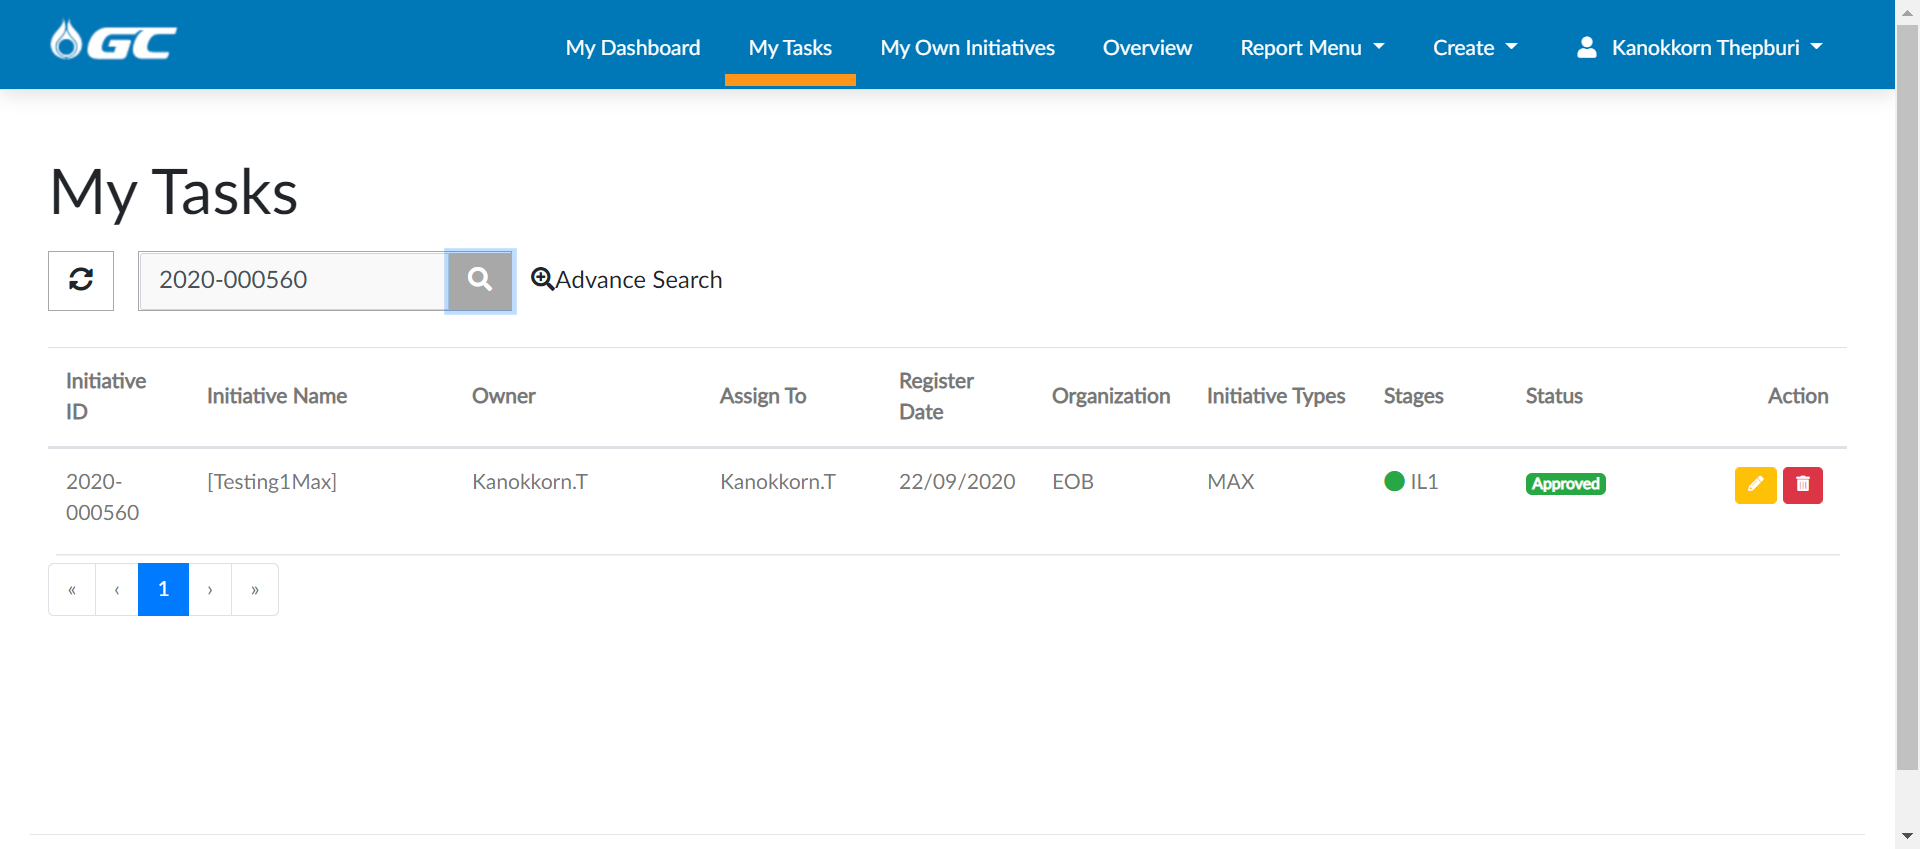 GC
My Dashboard
My Tasks
My Own Initiatives
Overview
Report Menu
Create
Kanokkorn Thepburi
My Tasks
2020-000560
Advance Search
Initiative
ID
Initiative Name
Owner
Assign To
Register
Date
Organization
Initiative Types
Stages
Status
Action
2020-
000560
[Testing1Max]
Kanokkorn.T
Kanokkorn.T
22/09/2020
EOB
MAX
IL1
Approved
« ‹ 1 › »